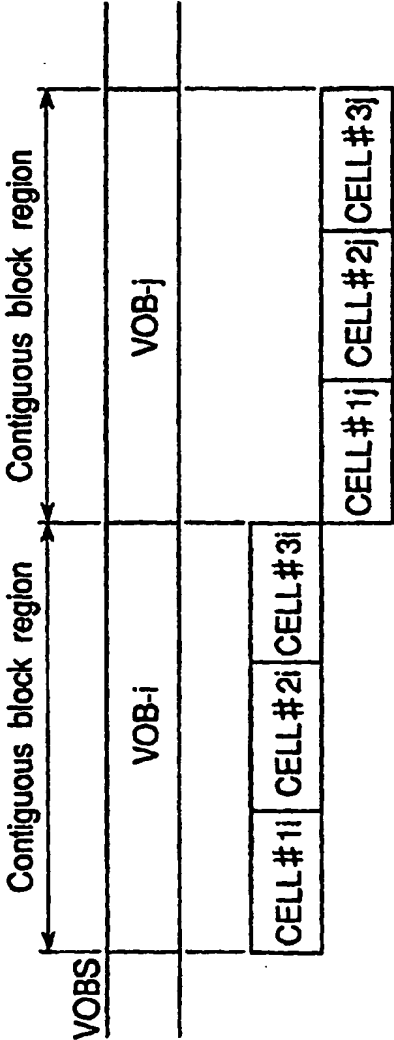 Contiguous block region Contiguous block region
VOBS
VOB-i VOB-j
CELL#1i CELL#2i CELL#3i
CELL#1j CELL#2j CELL#3j